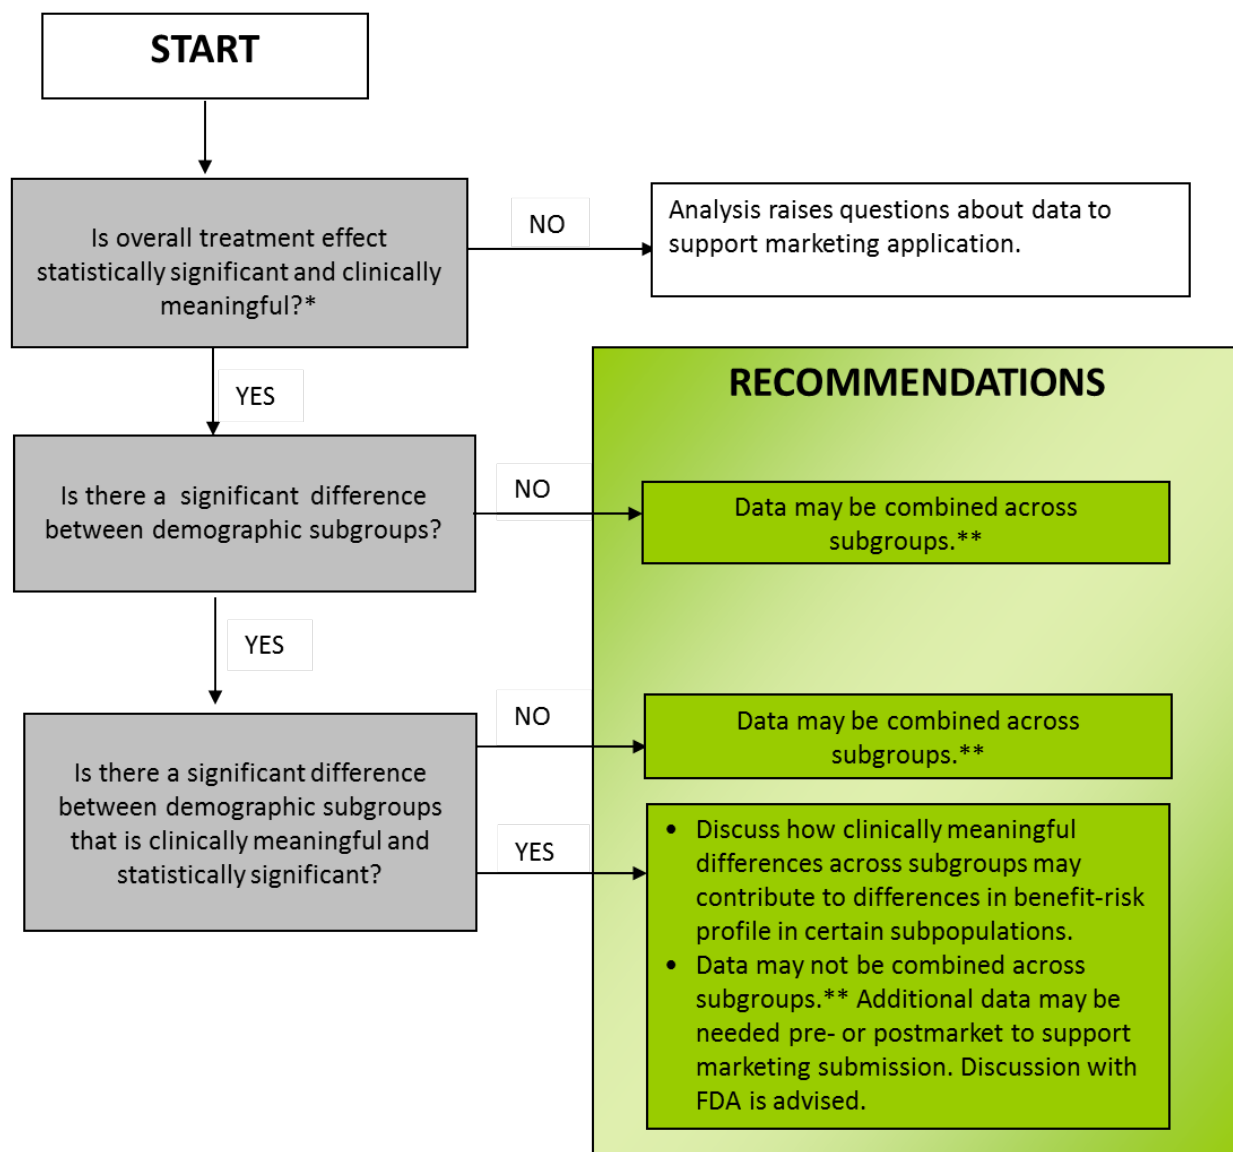 START
Is overall treatment effect
statistically significant and clinically
meaningful?*
NO
Analysis raises questions about data to
support marketing application.
YES
RECOMMENDATIONS
Is there a significant difference
between demographic subgroups?
NO
Data may be combined across
subgroups.**
YES
Is there a significant difference
between demographic subgroups
that is clinically meaningful and
statistically significant?
NO
Data may be combined across
subgroups.**
YES
• Discuss how clinically meaningful
differences across subgroups may
contribute to differences in benefit-risk
profile in certain subpopulations.
• Data may not be combined across
subgroups.** Additional data may be
needed pre- or postmarket to support
marketing submission. Discussion with
FDA is advised.